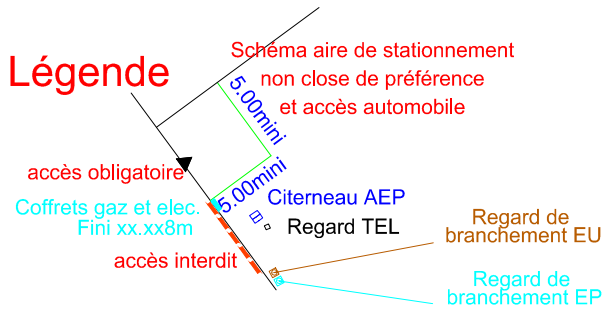 Légende
Schéma aire de stationnement
non close de préférence
et accès automobile
5.00mini
5.00mini
accès obligatoire
Coffrets gaz et elec.
Fini xx.xx8m
Citerneau AEP
Regard TEL
accès interdit
Regard de
branchement EU
Regard de
branchement EP